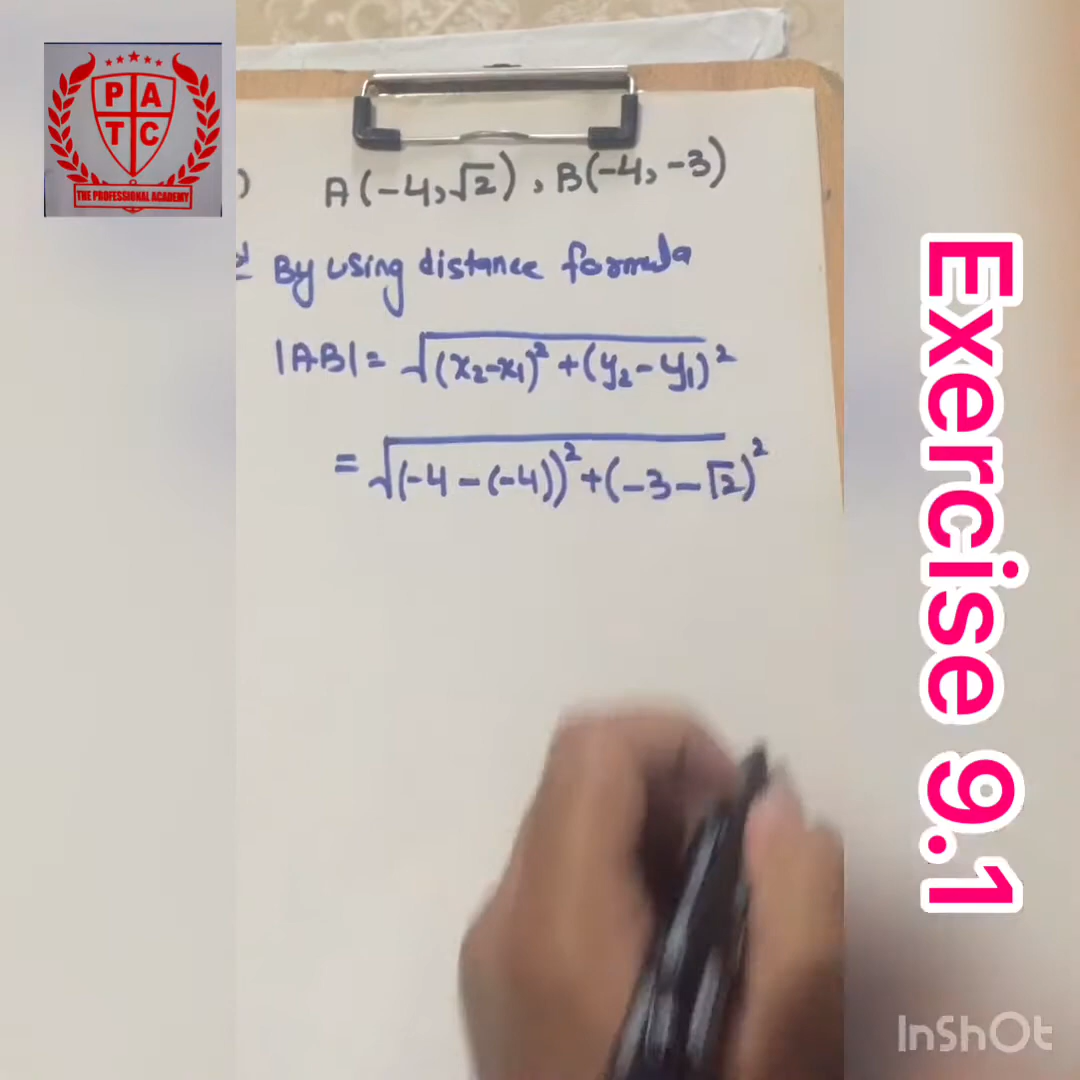 P A
T C
THE PROFESSIONAL ACADEMY
) A(-4,√2), B(-4,-3)
By using distance formula
|AB| = √(x₂-x₁)² + (y₂-y₁)²
= √(-4-(-4))² + (-3-√2)²
Exercise 9.1
InShOt